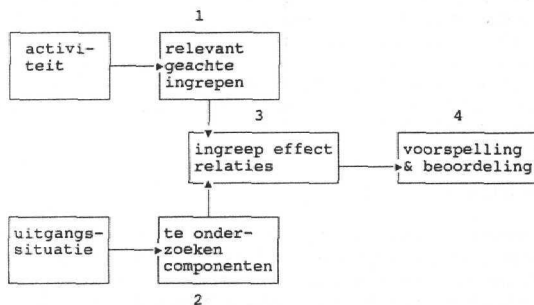 1
activi-
teit
relevant
geachte
ingrepen
3
4
ingreep effect
relaties
voorspelling
& beoordeling
uitgangs-
situatie
te onder-
zoeken
componenten
2